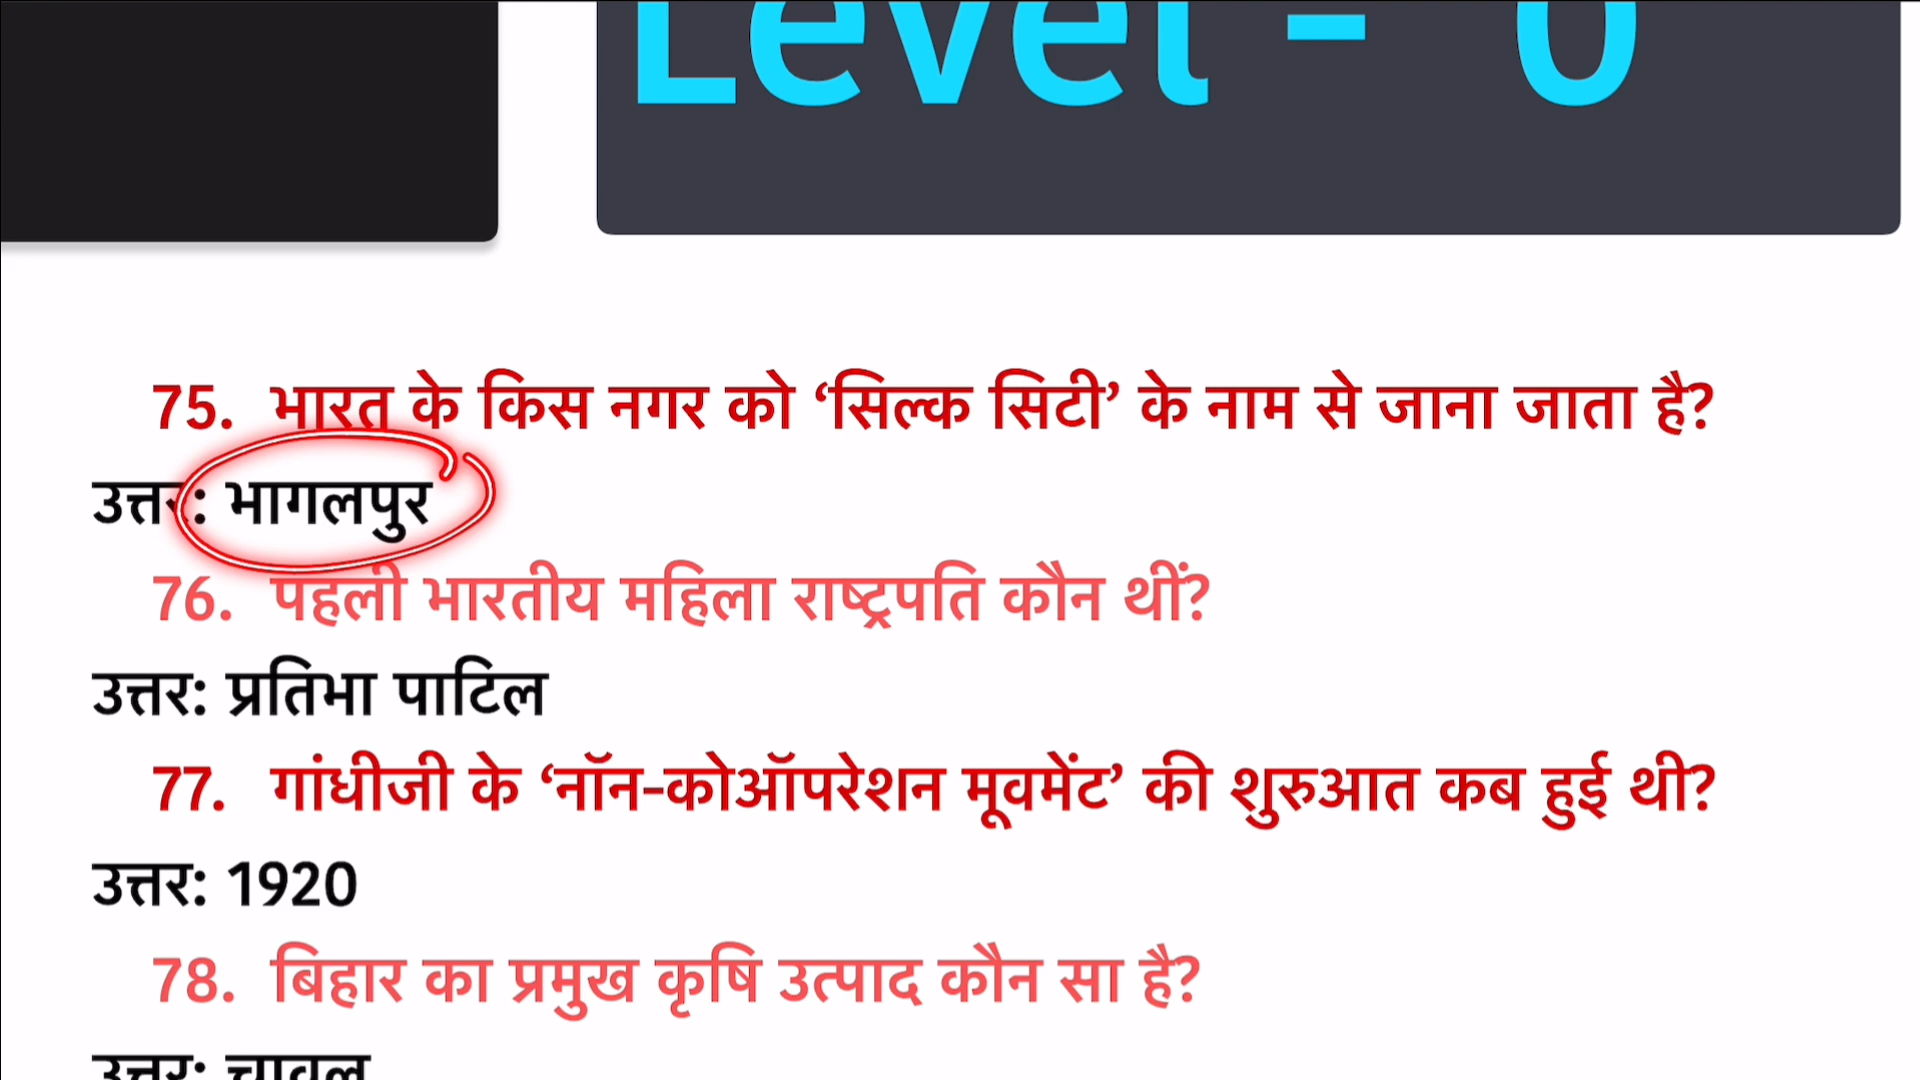 Level - 0
75. भारत के किस नगर को ‘सिल्क सिटी’ के नाम से जाना जाता है?
उत्तर: भागलपुर
76. पहली भारतीय महिला राष्ट्रपति कौन थीं?
उत्तर: प्रतिभा पाटिल
77. गांधीजी के ‘नॉन-कोऑपरेशन मूवमेंट’ की शुरुआत कब हुई थी?
उत्तर: 1920
78. बिहार का प्रमुख कृषि उत्पाद कौन सा है?
उत्तर: चावल